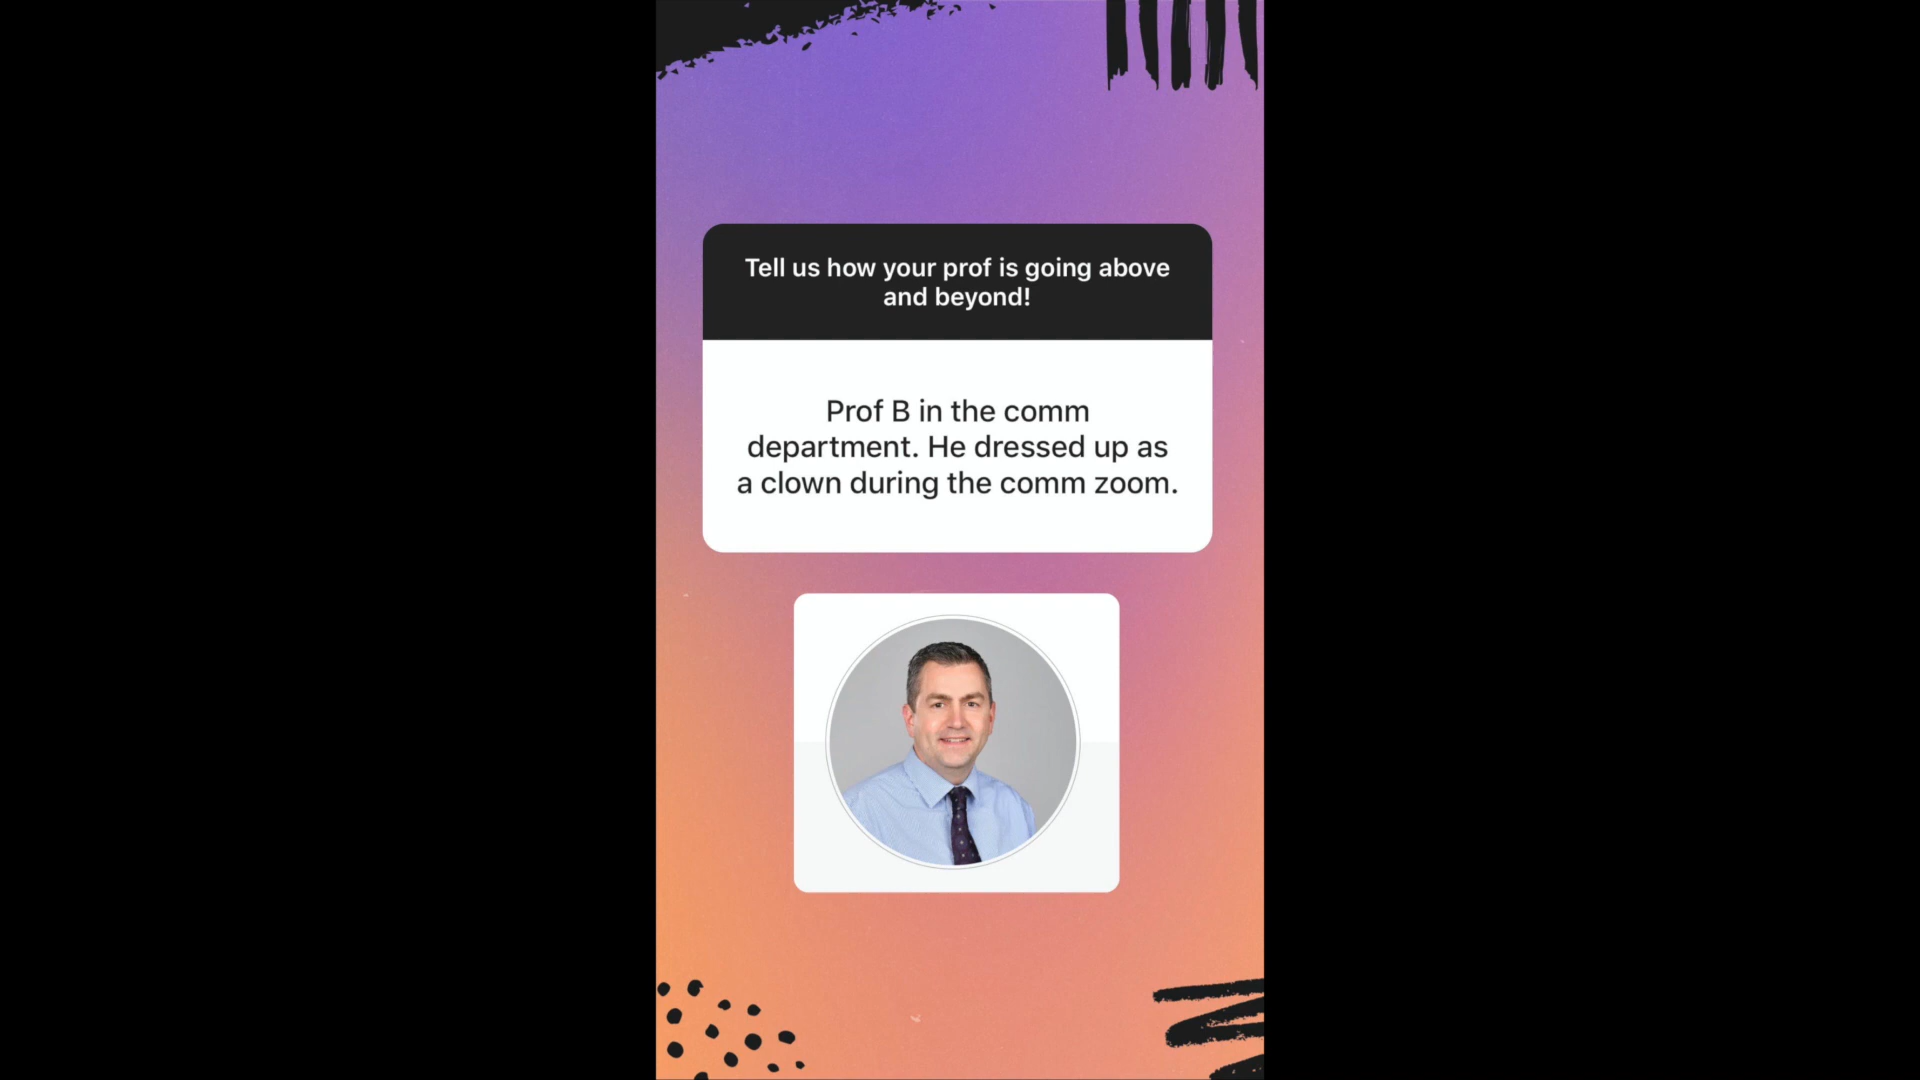 Tell us how your prof is going above
and beyond!
Prof B in the comm
department. He dressed up as
a clown during the comm zoom.